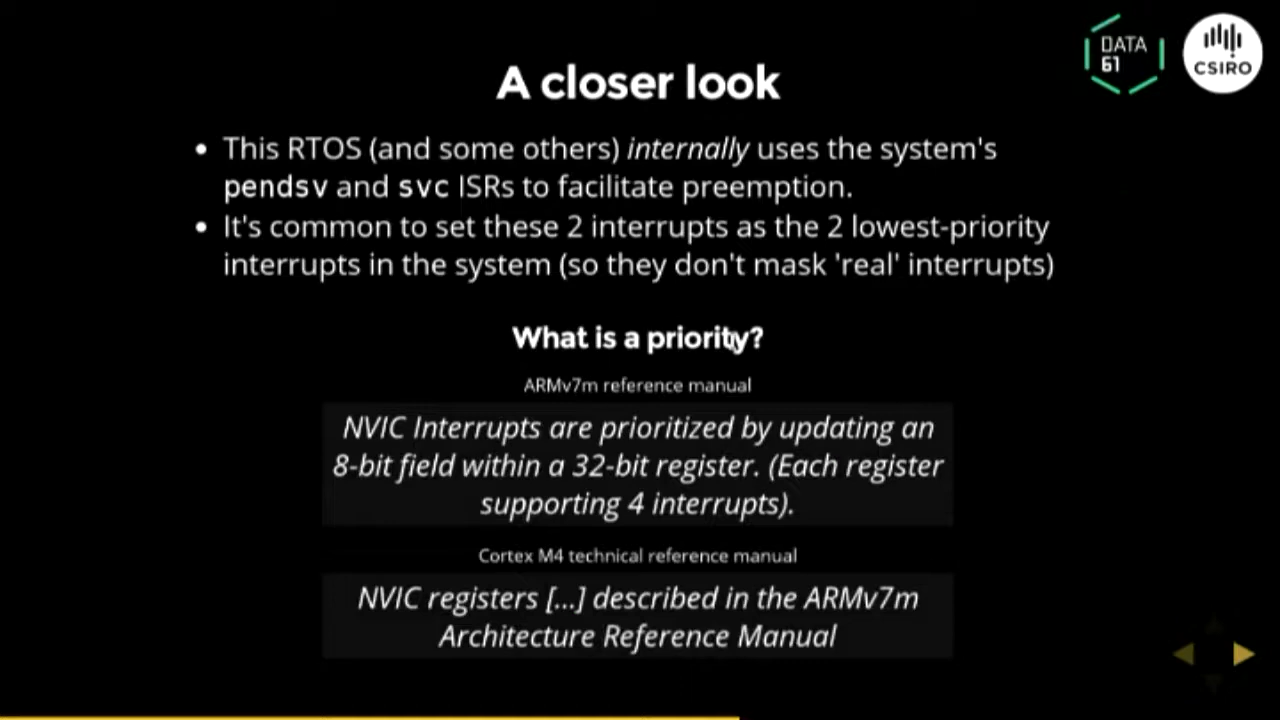 DATA
61
CSIRO
A closer look
• This RTOS (and some others) internally uses the system's
pendsv and svc ISRs to facilitate preemption.
• It's common to set these 2 interrupts as the 2 lowest-priority
interrupts in the system (so they don't mask 'real' interrupts)
What is a priority?
ARMv7m reference manual
NVIC Interrupts are prioritized by updating an
8-bit field within a 32-bit register. (Each register
supporting 4 interrupts).
Cortex M4 technical reference manual
NVIC registers [...] described in the ARMv7m
Architecture Reference Manual